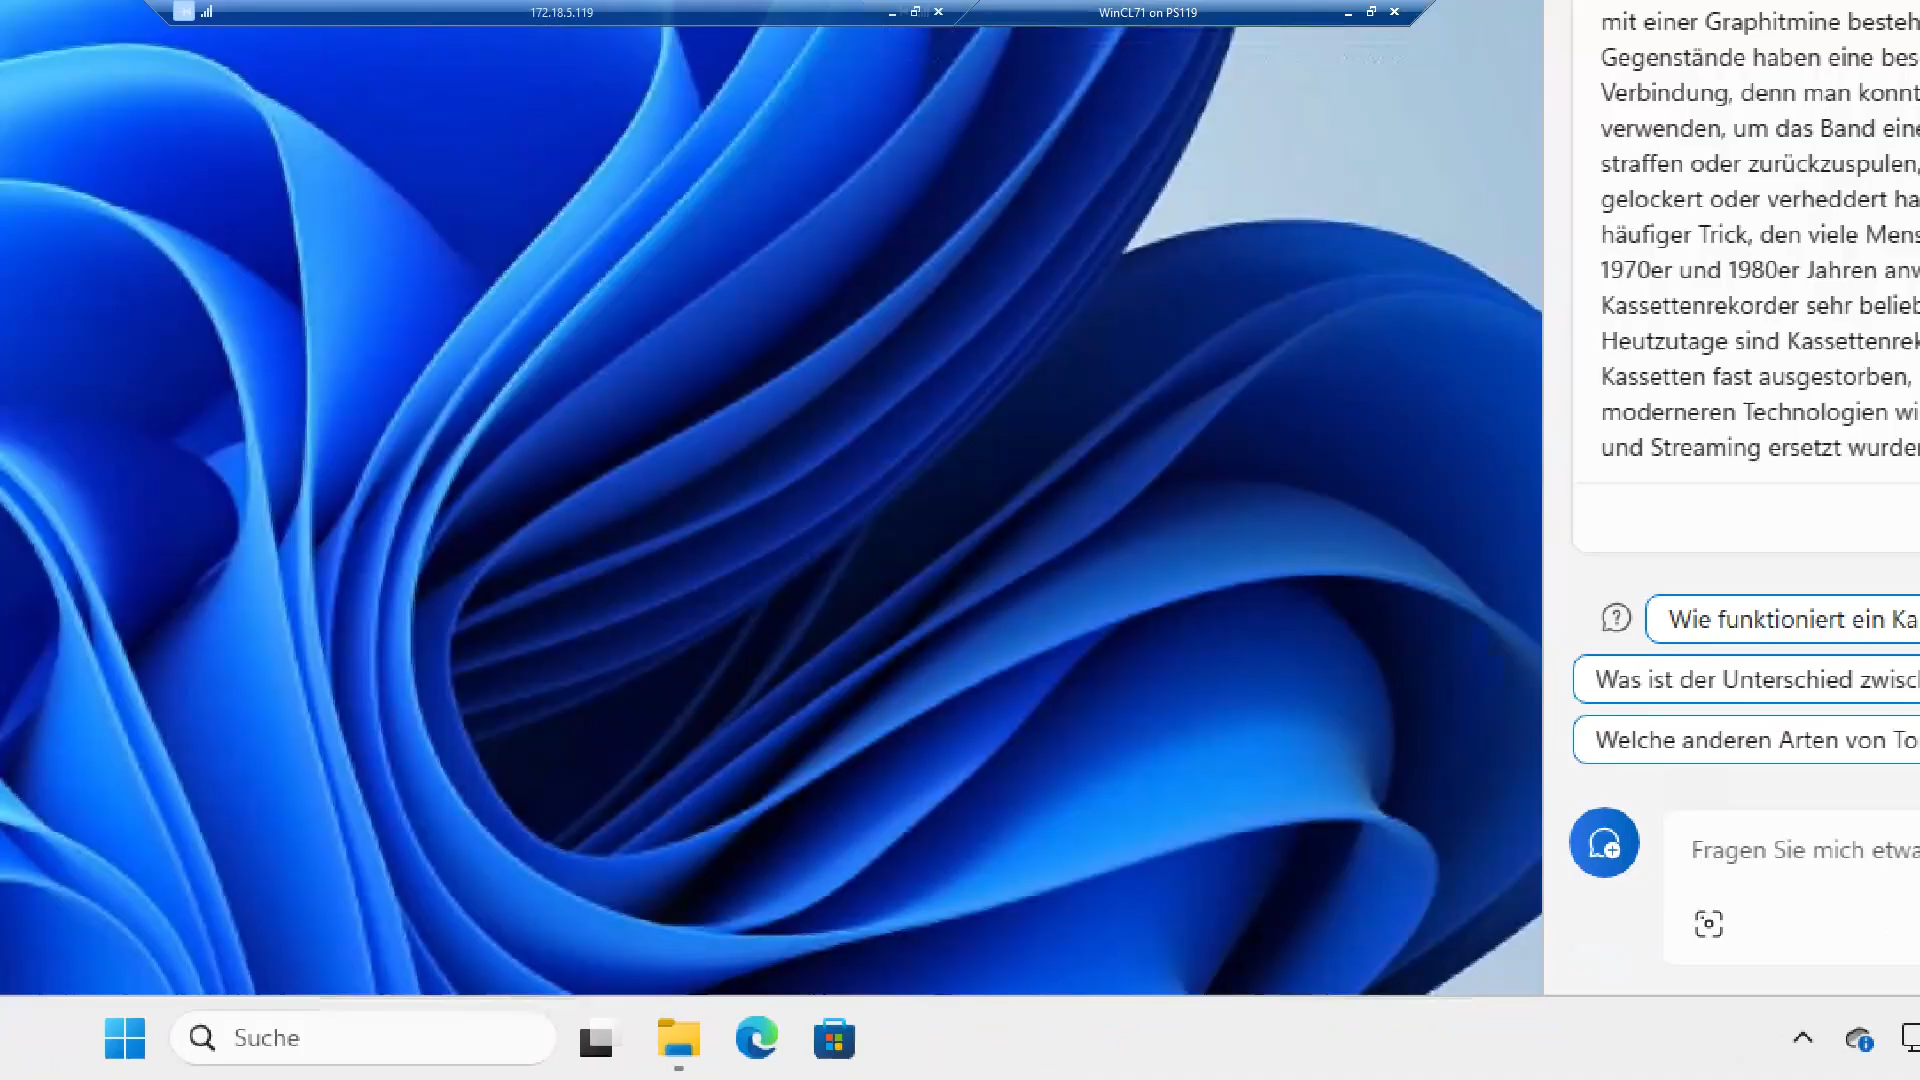 172.18.5.119
WinCL71 on PS119
mit einer Graphitmine besteh
Gegenstände haben eine bes
Verbindung, denn man konnt
verwenden, um das Band eine
straffen oder zurückzuspulen,
gelockert oder verheddert ha
häufiger Trick, den viele Mens
1970er und 1980er Jahren anw
Kassettenrekorder sehr belieb
Heutzutage sind Kassettenrek
Kassetten fast ausgestorben,
moderneren Technologien wi
und Streaming ersetzt wurden
Wie funktioniert ein Ka
Was ist der Unterschied zwisch
Welche anderen Arten von To
Fragen Sie mich etwa
Suche